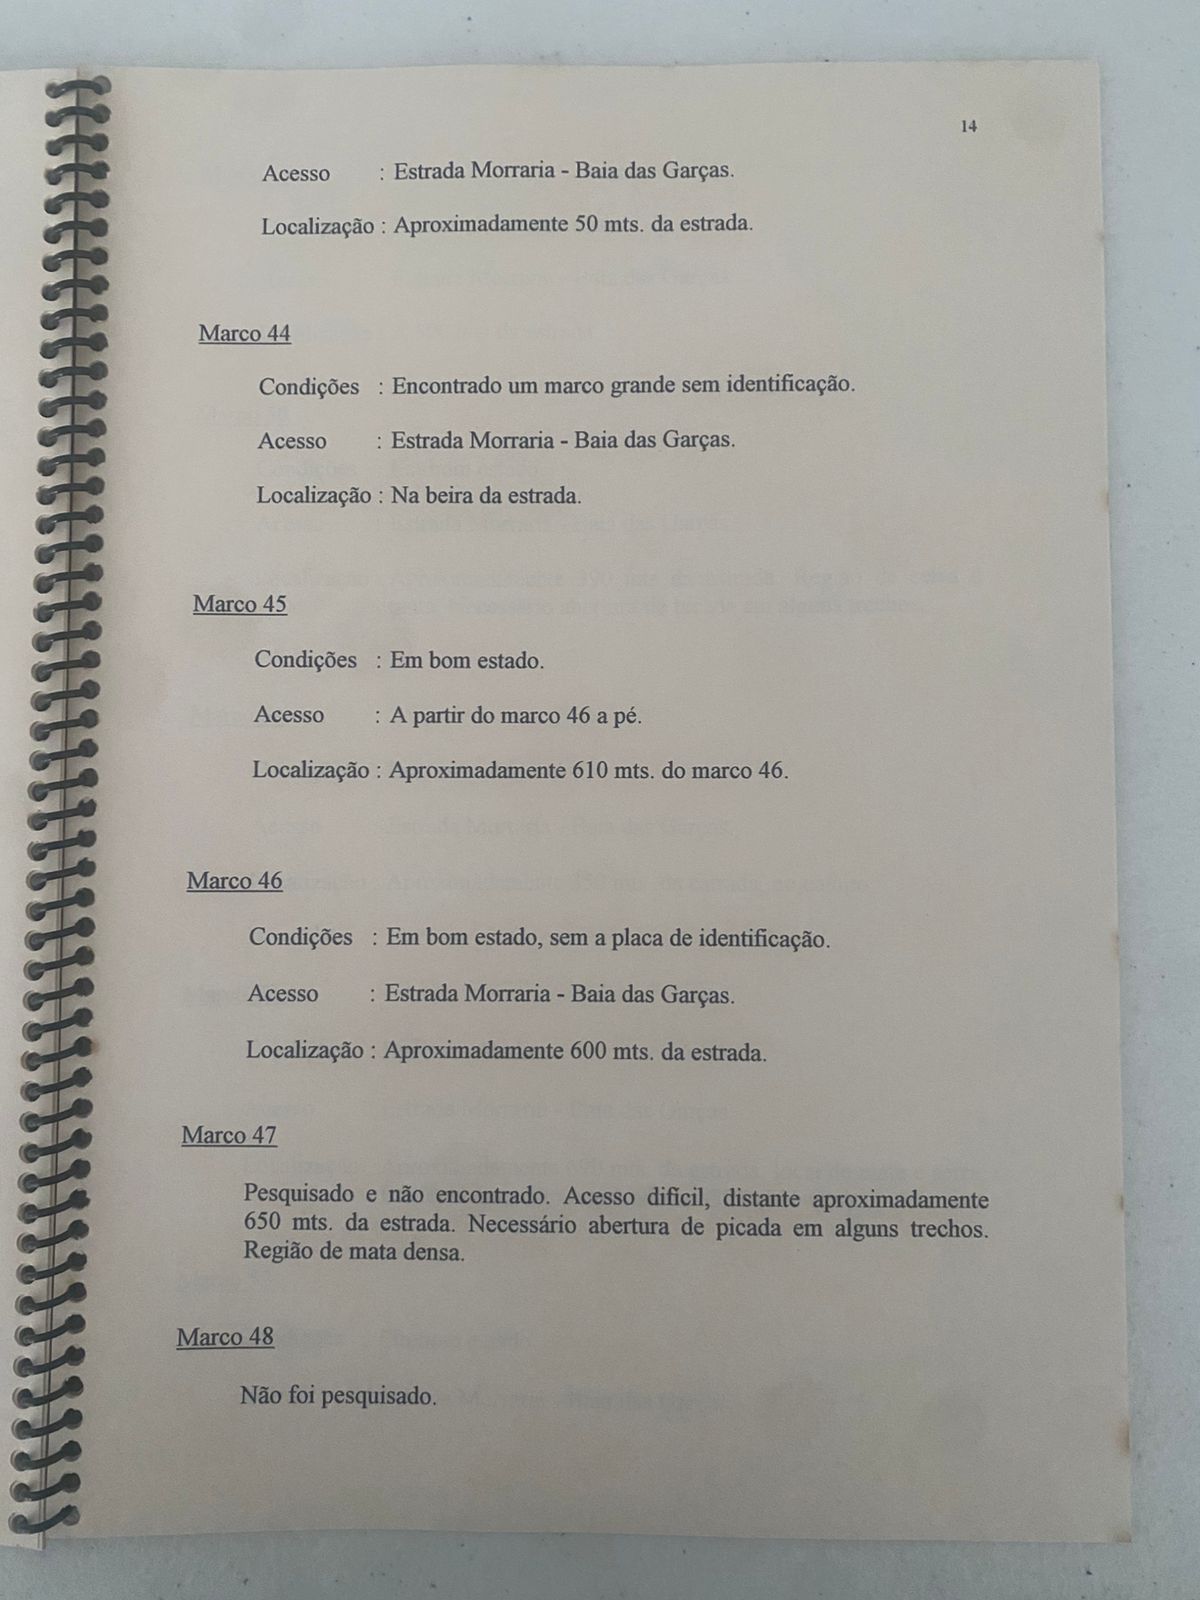 14
Acesso : Estrada Morraria - Baia das Garças.
Localização : Aproximadamente 50 mts. da estrada.
Marco 44
Condições : Encontrado um marco grande sem identificação.
Acesso : Estrada Morraria - Baia das Garças.
Localização : Na beira da estrada.
Marco 45
Condições : Em bom estado.
Acesso : A partir do marco 46 a pé.
Localização : Aproximadamente 610 mts. do marco 46.
Marco 46
Condições : Em bom estado, sem a placa de identificação.
Acesso : Estrada Morraria - Baia das Garças.
Localização : Aproximadamente 600 mts. da estrada.
Marco 47
Pesquisado e não encontrado. Acesso difícil, distante aproximadamente
650 mts. da estrada. Necessário abertura de picada em alguns trechos.
Região de mata densa.
Marco 48
Não foi pesquisado.